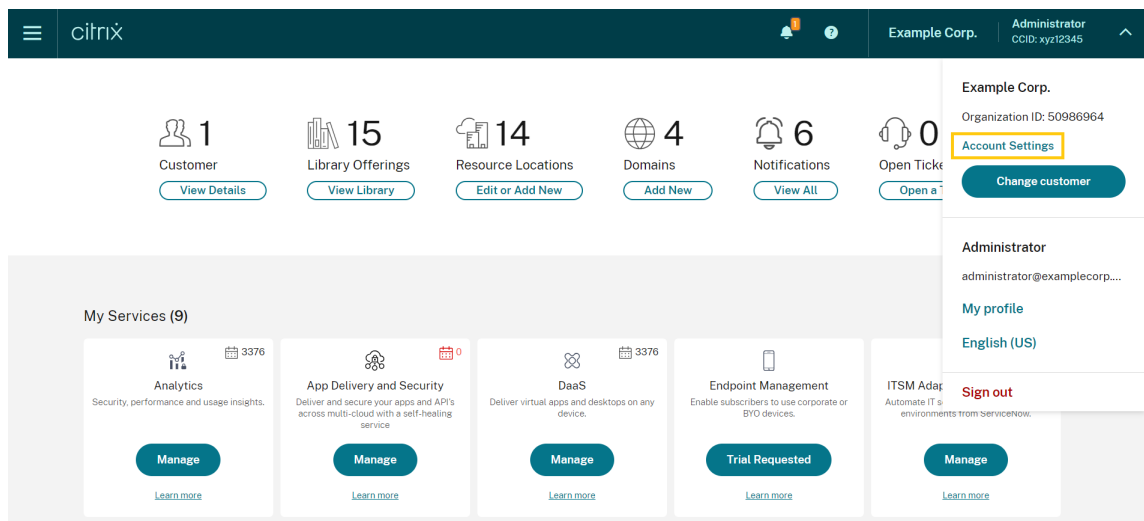 citrix
1
?
Example Corp.
Administrator
CCID: xyz12345
Example Corp.
Organization ID: 50986964
Account Settings
Change customer
Administrator
administrator@examplecorp....
My profile
English (US)
Sign out
1
Customer
View Details
15
Library Offerings
View Library
14
Resource Locations
Edit or Add New
4
Domains
Add New
6
Notifications
View All
0
Open Ticke
Open a
My Services (9)
3376
Analytics
Security, performance and usage insights.
Manage
Learn more
0
App Delivery and Security
Deliver and secure your apps and API's
across multi-cloud with a self-healing
service
Manage
Learn more
3376
DaaS
Deliver virtual apps and desktops on any
device.
Manage
Learn more
Endpoint Management
Enable subscribers to use corporate or
BYO devices.
Trial Requested
Learn more
ITSM Adap
Automate IT s
environments from ServiceNow.
Manage
Learn more